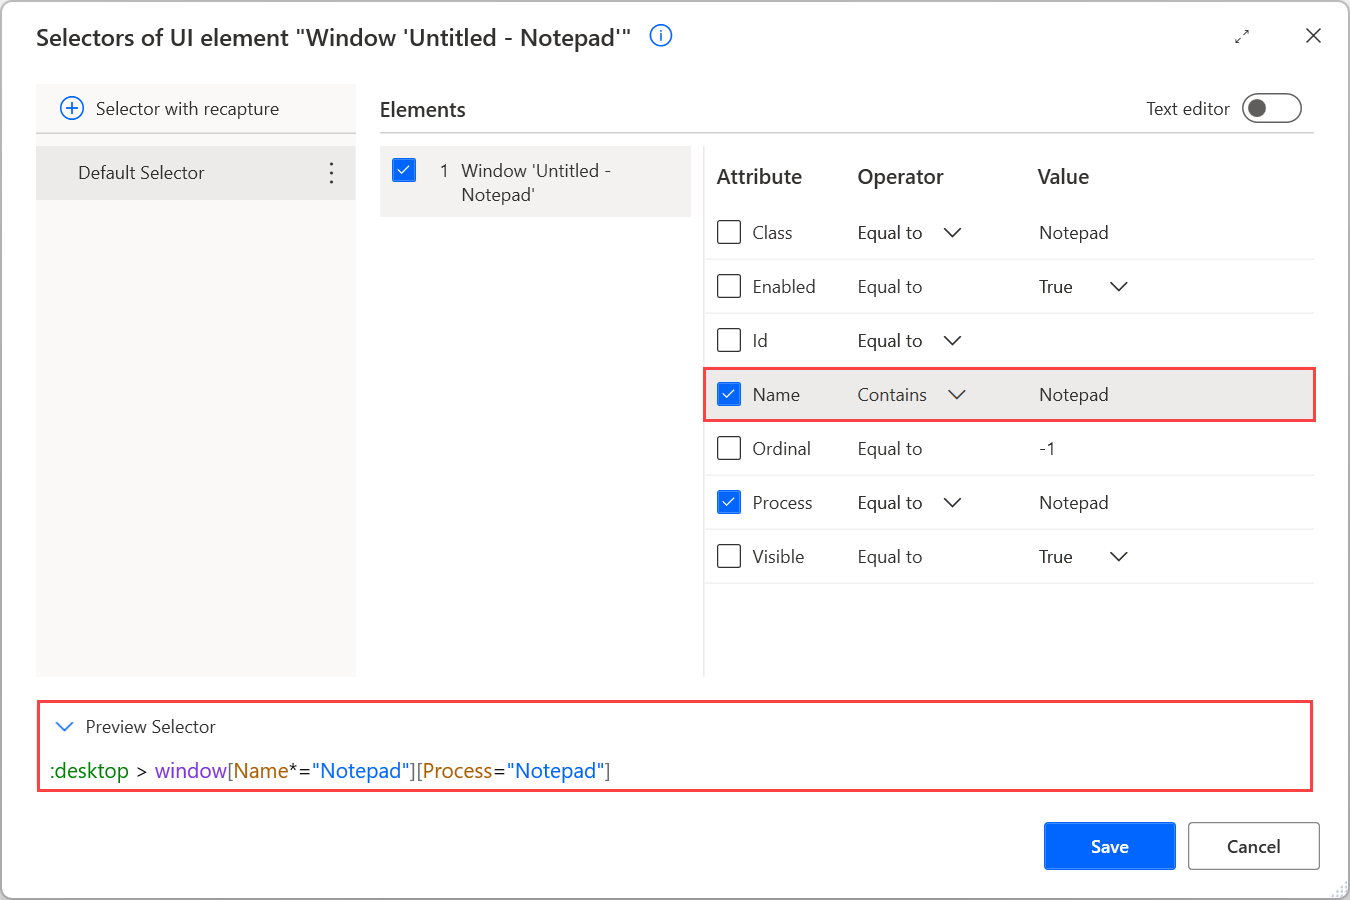 Selectors of UI element "Window 'Untitled - Notepad'"
Selector with recapture
Default Selector
Elements
Text editor
1 Window 'Untitled -
Notepad'
Attribute Operator Value
Class Equal to Notepad
Enabled Equal to True
Id Equal to
Name Contains Notepad
Ordinal Equal to -1
Process Equal to Notepad
Visible Equal to True
Preview Selector
:desktop > window[Name*="Notepad"][Process="Notepad"]
Save Cancel